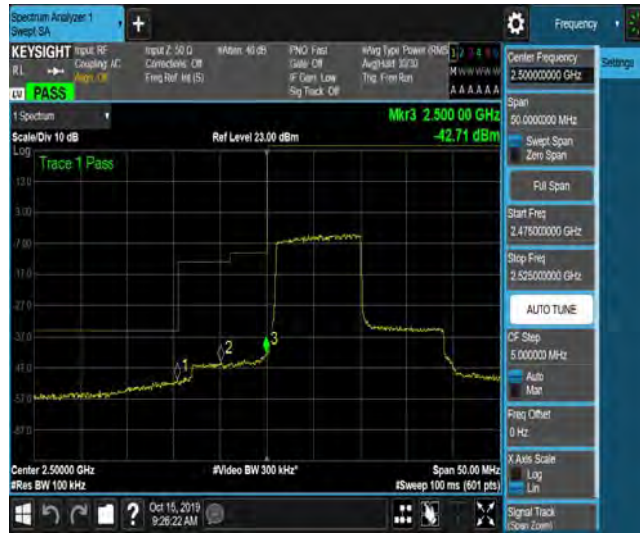 Spectrum Analyzer 1
Swept SA
+
Frequency
KEYSIGHT
RL
Input: RF
Coupling: AC
Align: Off
Input Z: 50 Ω
Corrections: Off
Freq Ref: Int (S)
#Atten: 40 dB
PNO: Fast
Gate: Off
IF Gain: Low
Sig Track: Off
#Avg Type: Power (RMS
Avg|Hold: 30/30
Trig: Free Run
M W W W W W
A A A A A A
PASS
1 Spectrum
Scale/Div 10 dB
Ref Level 23.00 dBm
Mkr3 2.500 00 GHz
-42.71 dBm
Log
Trace 1 Pass
13.0
3.00
-7.00
-17.0
-27.0
-37.0
-47.0
-57.0
-67.0
1
2
3
Center 2.50000 GHz
#Video BW 300 kHz*
Span 50.00 MHz
#Res BW 100 kHz
#Sweep 100 ms (601 pts)
Oct 15, 2019
9:26:22 AM
?
Center Frequency
2.500000000 GHz
Settings
Span
50.0000000 MHz
Swept Span
Zero Span
Full Span
Start Freq
2.475000000 GHz
Stop Freq
2.525000000 GHz
AUTO TUNE
CF Step
5.000000 MHz
Auto
Man
Freq Offset
0 Hz
X Axis Scale
Log
Lin
Signal Track
(Span Zoom)